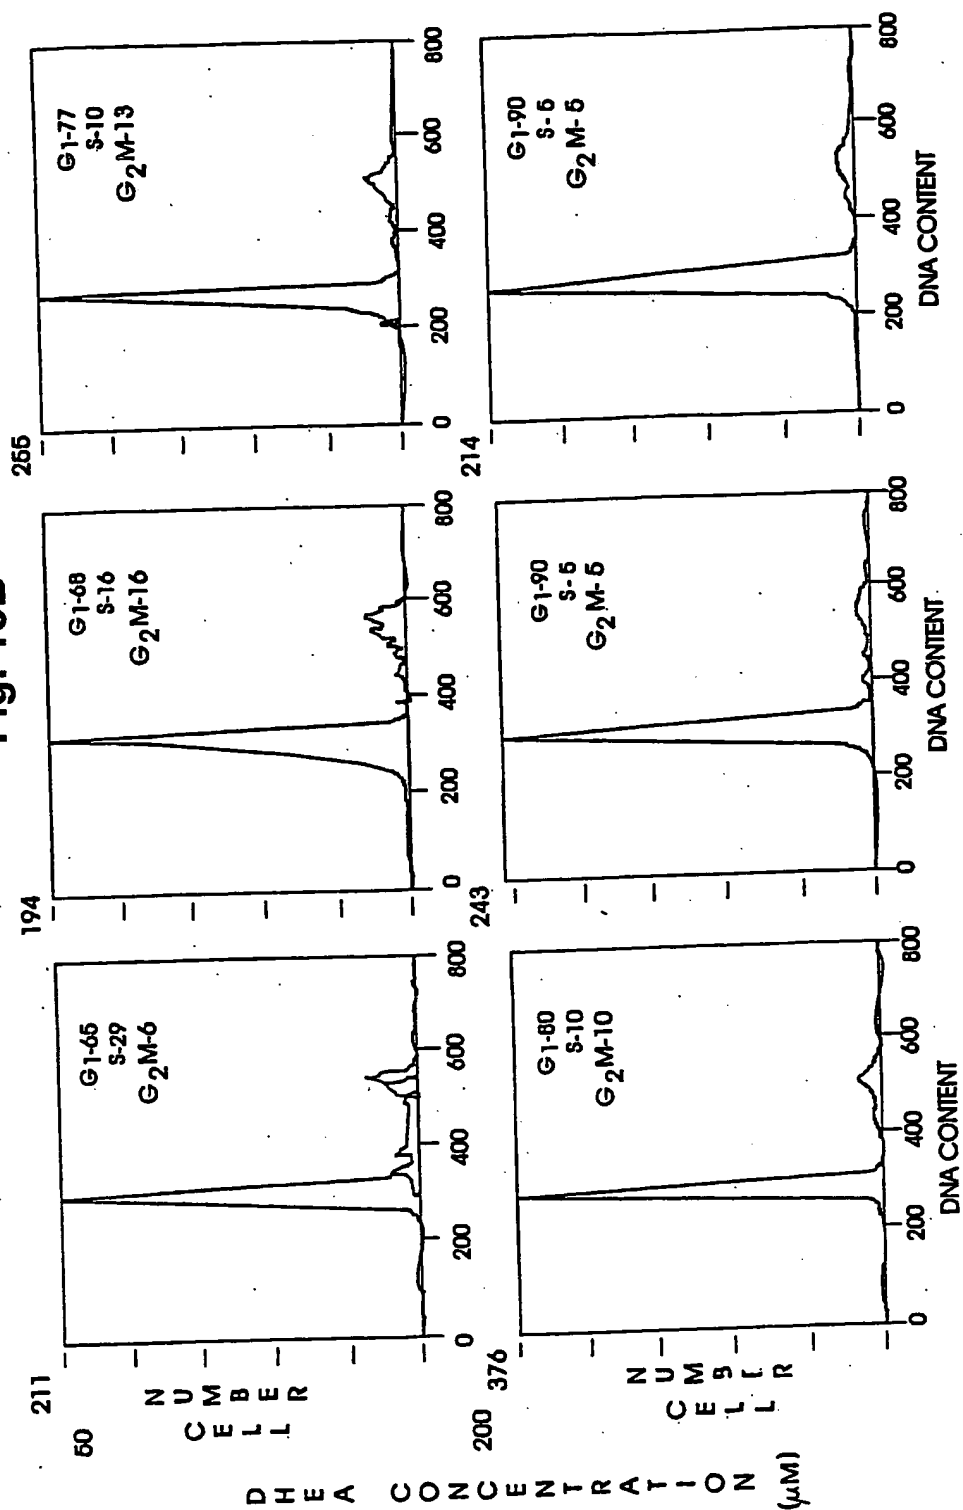 Fig.
DHEA CONCENTRATION
(μM)
50
CELL
NUMBER
211
G1-65
S-29
G2M-6
0 200 400 600 800
194
G1-68
S-16
G2M-16
0 200 400 600 800
255
G1-77
S-10
G2M-13
0 200 400 600 800
200
CELL
NUMBER
376
G1-80
S-10
G2M-10
0 200 400 600 800
DNA CONTENT
243
G1-90
S-5
G2M-5
0 200 400 600 800
DNA CONTENT
214
G1-90
S-5
G2M-5
0 200 400 600 800
DNA CONTENT